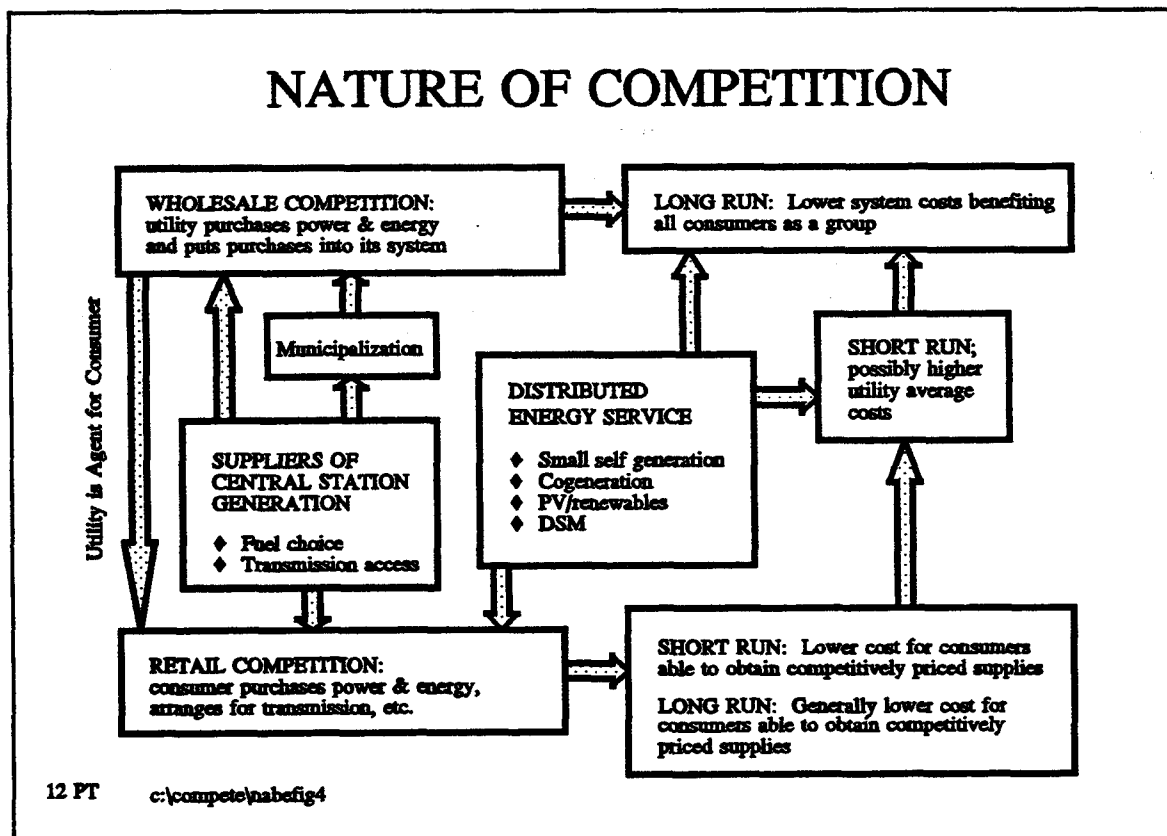 NATURE OF COMPETITION
WHOLESALE COMPETITION:
utility purchases power & energy
and puts purchases into its system
LONG RUN: Lower system costs benefiting
all consumers as a group
Utility is Agent for Consumer
Municipalization
SUPPLIERS OF
CENTRAL STATION
GENERATION
♦ Fuel choice
♦ Transmission access
DISTRIBUTED
ENERGY SERVICE
♦ Small self generation
♦ Cogeneration
♦ PV/renewables
♦ DSM
SHORT RUN;
possibly higher
utility average
costs
RETAIL COMPETITION:
consumer purchases power & energy,
arranges for transmission, etc.
SHORT RUN: Lower cost for consumers
able to obtain competitively priced supplies
LONG RUN: Generally lower cost for
consumers able to obtain competitively
priced supplies
12 PT c:\compete\nabefig4